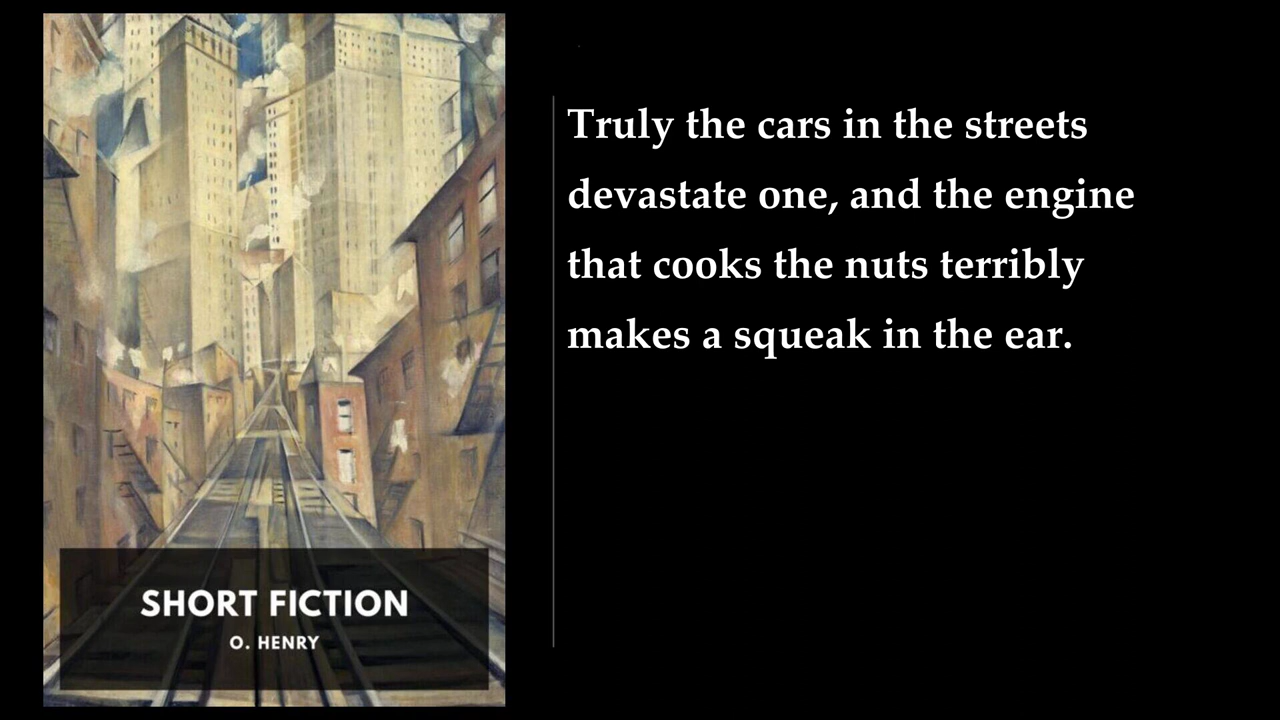 SHORT FICTION
O. HENRY
Truly the cars in the streets
devastate one, and the engine
that cooks the nuts terribly
makes a squeak in the ear.